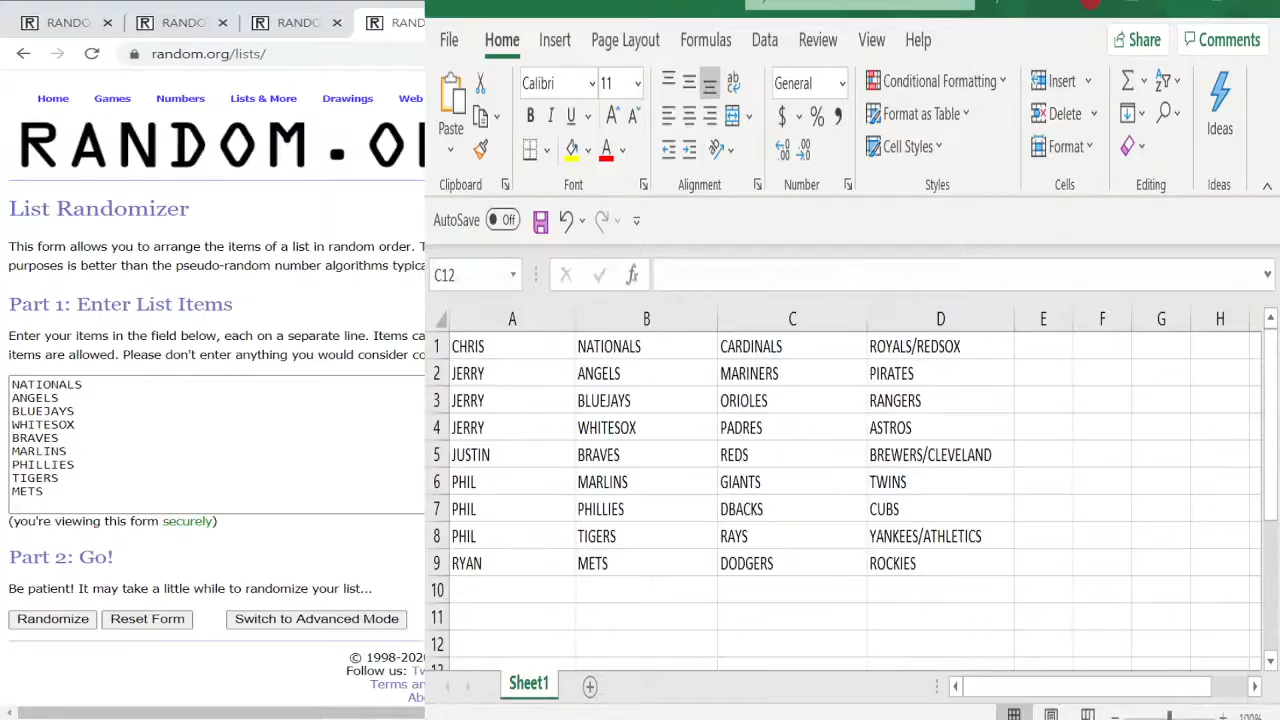 RANDO RANDO RANDO RAND
random.org/lists/
Home Games Numbers Lists & More Drawings Web
RANDOM.O
List Randomizer
This form allows you to arrange the items of a list in random order. T
purposes is better than the pseudo-random number algorithms typica
Part 1: Enter List Items
Enter your items in the field below, each on a separate line. Items ca
items are allowed. Please don't enter anything you would consider co
NATIONALS
ANGELS
BLUEJAYS
WHITESOX
BRAVES
MARLINS
PHILLIES
TIGERS
METS
(you're viewing this form securely)
Part 2: Go!
Be patient! It may take a little while to randomize your list...
Randomize Reset Form Switch to Advanced Mode
© 1998-202
Follow us: Tw
Terms an
Abo
File Home Insert Page Layout Formulas Data Review View Help Share Comments
Calibri 11 General Conditional Formatting Insert
Paste B I U A A $ % , Format as Table Delete Ideas
A Cell Styles Format
Clipboard Font Alignment Number Styles Cells Editing Ideas
AutoSave Off
C12 fx
A B C D E F G H
1 CHRIS NATIONALS CARDINALS ROYALS/REDSOX
2 JERRY ANGELS MARINERS PIRATES
3 JERRY BLUEJAYS ORIOLES RANGERS
4 JERRY WHITESOX PADRES ASTROS
5 JUSTIN BRAVES REDS BREWERS/CLEVELAND
6 PHIL MARLINS GIANTS TWINS
7 PHIL PHILLIES DBACKS CUBS
8 PHIL TIGERS RAYS YANKEES/ATHLETICS
9 RYAN METS DODGERS ROCKIES
10
11
12
Sheet1
100%